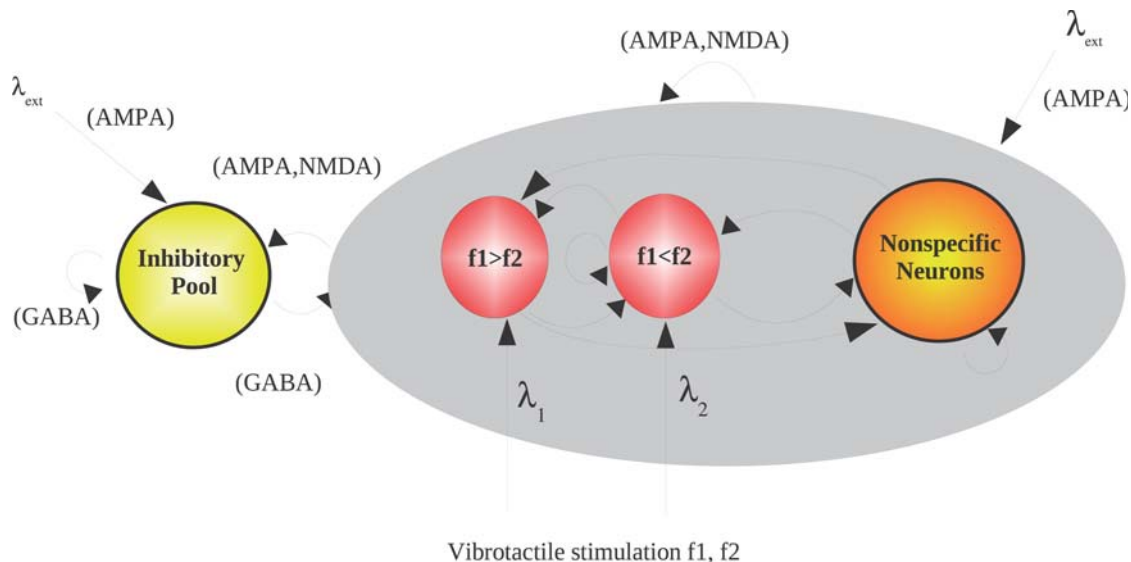 (AMPA,NMDA)
λext
(AMPA)
λext
(AMPA)
(AMPA,NMDA)
Inhibitory
Pool
(GABA)
(GABA)
f1>f2
f1<f2
Nonspecific
Neurons
λ1
λ2
Vibrotactile stimulation f1, f2